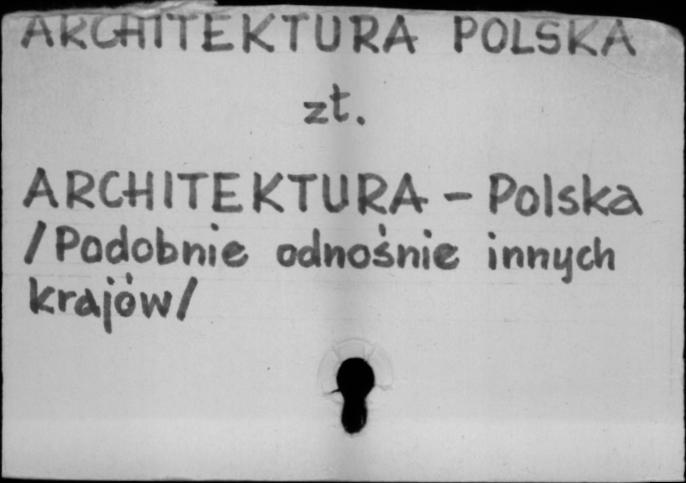 ARCHITEKTURA POLSKA
zt.
ARCHITEKTURA - Polska
/Podobnie odnośnie innych
krajów/